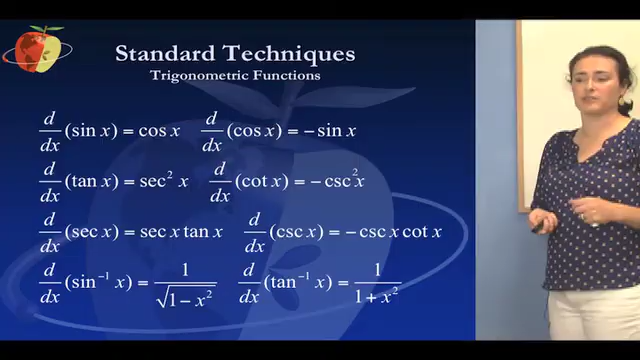 Standard Techniques
Trigonometric Functions
d/dx (sin x) = cos x d/dx (cos x) = − sin x
d/dx (tan x) = sec² x d/dx (cot x) = − csc² x
d/dx (sec x) = sec x tan x d/dx (csc x) = − csc x cot x
d/dx (sin⁻¹ x) = 1/√(1 − x²) d/dx (tan⁻¹ x) = 1/(1 + x²)